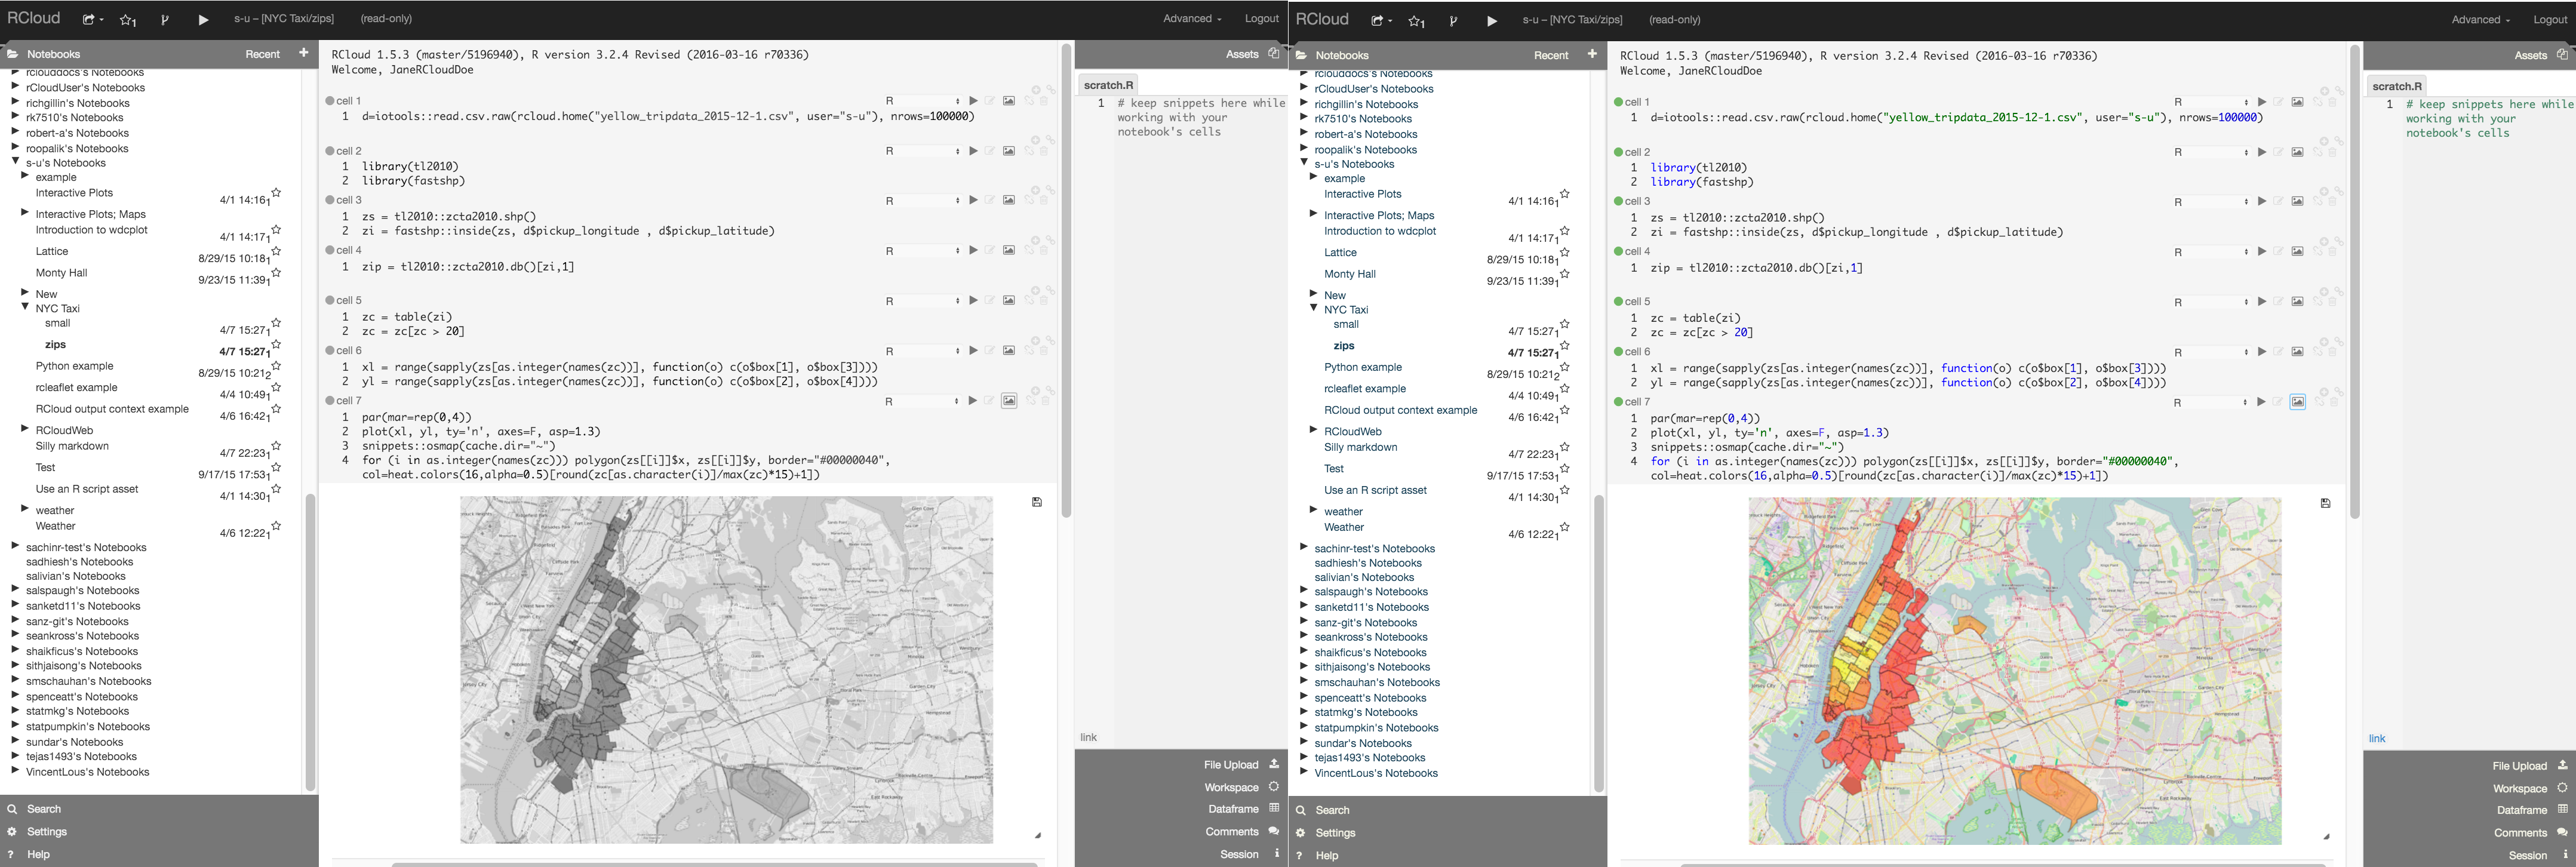 RCloud 1 s-u – [NYC Taxi/zips] (read-only) Advanced Logout
Notebooks Recent +
rclouddocs's Notebooks
rCloudUser's Notebooks
richgillin's Notebooks
rk7510's Notebooks
robert-a's Notebooks
roopalik's Notebooks
s-u's Notebooks
example
Interactive Plots
4/1 14:16 1
Interactive Plots; Maps
Introduction to wdcplot
4/1 14:17 1
Lattice
8/29/15 10:18 1
Monty Hall
9/23/15 11:39 1
New
NYC Taxi
small
4/7 15:27 1
zips
4/7 15:27 1
Python example
8/29/15 10:21 2
rcleaflet example
4/4 10:49 1
RCloud output context example
4/6 16:42 1
RCloudWeb
Silly markdown
4/7 22:23 1
Test
9/17/15 17:53 1
Use an R script asset
4/1 14:30 1
weather
Weather
4/6 12:22 1
sachinr-test's Notebooks
sadhiesh's Notebooks
salivian's Notebooks
salspaugh's Notebooks
sanketd11's Notebooks
sanz-git's Notebooks
seankross's Notebooks
shaikficus's Notebooks
sithjaisong's Notebooks
smschauhan's Notebooks
spenceatt's Notebooks
statmkg's Notebooks
statpumpkin's Notebooks
sundar's Notebooks
tejas1493's Notebooks
VincentLous's Notebooks
Search
Settings
? Help
RCloud 1.5.3 (master/5196940), R version 3.2.4 Revised (2016-03-16 r70336)
Welcome, JaneRCloudDoe
cell 1 R
1 d=iotools::read.csv.raw(rcloud.home("yellow_tripdata_2015-12-1.csv", user="s-u"), nrows=100000)
cell 2 R
1 library(tl2010)
2 library(fastshp)
cell 3 R
1 zs = tl2010::zcta2010.shp()
2 zi = fastshp::inside(zs, d$pickup_longitude , d$pickup_latitude)
cell 4 R
1 zip = tl2010::zcta2010.db()[zi,1]
cell 5 R
1 zc = table(zi)
2 zc = zc[zc > 20]
cell 6 R
1 xl = range(sapply(zs[as.integer(names(zc))], function(o) c(o$box[1], o$box[3])))
2 yl = range(sapply(zs[as.integer(names(zc))], function(o) c(o$box[2], o$box[4])))
cell 7 R
1 par(mar=rep(0,4))
2 plot(xl, yl, ty='n', axes=F, asp=1.3)
3 snippets::osmap(cache.dir="~")
4 for (i in as.integer(names(zc))) polygon(zs[[i]]$x, zs[[i]]$y, border="#00000040",
col=heat.colors(16,alpha=0.5)[round(zc[as.character(i)]/max(zc)*15)+1])
Assets
scratch.R
1 # keep snippets here while
working with your
notebook's cells
link
File Upload
Workspace
Dataframe
Comments
Session
RCloud 1 s-u – [NYC Taxi/zips] (read-only) Advanced Logout
Notebooks Recent +
rclouddocs's Notebooks
rCloudUser's Notebooks
richgillin's Notebooks
rk7510's Notebooks
robert-a's Notebooks
roopalik's Notebooks
s-u's Notebooks
example
Interactive Plots
4/1 14:16 1
Interactive Plots; Maps
Introduction to wdcplot
4/1 14:17 1
Lattice
8/29/15 10:18 1
Monty Hall
9/23/15 11:39 1
New
NYC Taxi
small
4/7 15:27 1
zips
4/7 15:27 1
Python example
8/29/15 10:21 2
rcleaflet example
4/4 10:49 1
RCloud output context example
4/6 16:42 1
RCloudWeb
Silly markdown
4/7 22:23 1
Test
9/17/15 17:53 1
Use an R script asset
4/1 14:30 1
weather
Weather
4/6 12:22 1
sachinr-test's Notebooks
sadhiesh's Notebooks
salivian's Notebooks
salspaugh's Notebooks
sanketd11's Notebooks
sanz-git's Notebooks
seankross's Notebooks
shaikficus's Notebooks
sithjaisong's Notebooks
smschauhan's Notebooks
spenceatt's Notebooks
statmkg's Notebooks
statpumpkin's Notebooks
sundar's Notebooks
tejas1493's Notebooks
VincentLous's Notebooks
Search
Settings
? Help
RCloud 1.5.3 (master/5196940), R version 3.2.4 Revised (2016-03-16 r70336)
Welcome, JaneRCloudDoe
cell 1 R
1 d=iotools::read.csv.raw(rcloud.home("yellow_tripdata_2015-12-1.csv", user="s-u"), nrows=100000)
cell 2 R
1 library(tl2010)
2 library(fastshp)
cell 3 R
1 zs = tl2010::zcta2010.shp()
2 zi = fastshp::inside(zs, d$pickup_longitude , d$pickup_latitude)
cell 4 R
1 zip = tl2010::zcta2010.db()[zi,1]
cell 5 R
1 zc = table(zi)
2 zc = zc[zc > 20]
cell 6 R
1 xl = range(sapply(zs[as.integer(names(zc))], function(o) c(o$box[1], o$box[3])))
2 yl = range(sapply(zs[as.integer(names(zc))], function(o) c(o$box[2], o$box[4])))
cell 7 R
1 par(mar=rep(0,4))
2 plot(xl, yl, ty='n', axes=F, asp=1.3)
3 snippets::osmap(cache.dir="~")
4 for (i in as.integer(names(zc))) polygon(zs[[i]]$x, zs[[i]]$y, border="#00000040",
col=heat.colors(16,alpha=0.5)[round(zc[as.character(i)]/max(zc)*15)+1])
Assets
scratch.R
1 # keep snippets here while
working with your
notebook's cells
link
File Upload
Workspace
Dataframe
Comments
Session